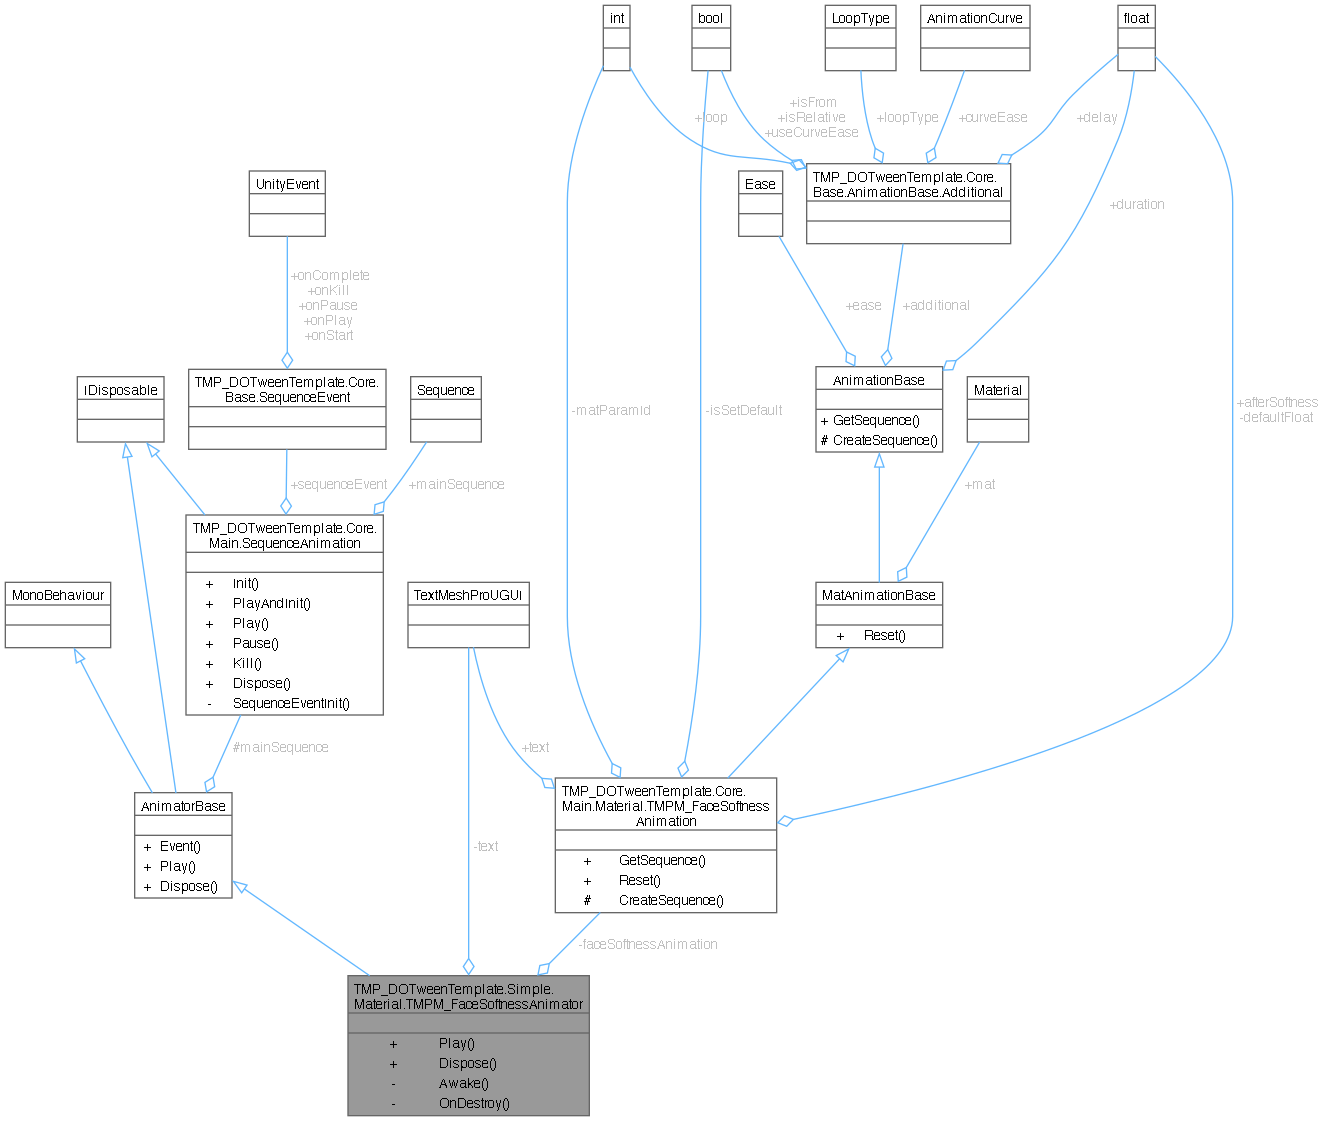 int
bool
LoopType
AnimationCurve
float
+isFrom
+loop
+isRelative
+loopType
+curveEase
+delay
+useCurveEase
UnityEvent
Ease
TMP_DOTweenTemplate.Core.
Base.AnimationBase.Additional
+duration
+onComplete
+onKill
+onPause
+onPlay
+onStart
+ease
+additional
IDisposable
TMP_DOTweenTemplate.Core.
Base.SequenceEvent
Sequence
-matParamId
-isSetDefault
AnimationBase
+ GetSequence()
# CreateSequence()
Material
+afterSoftness
-defaultFloat
+sequenceEvent
+mainSequence
+mat
TMP_DOTweenTemplate.Core.
Main.SequenceAnimation
+ Init()
+ PlayAndInit()
+ Play()
+ Pause()
+ Kill()
+ Dispose()
- SequenceEventInit()
MonoBehaviour
TextMeshProUGUI
MatAnimationBase
+ Reset()
#mainSequence
+text
AnimatorBase
+ Event()
+ Play()
+ Dispose()
-text
TMP_DOTweenTemplate.Core.
Main.Material.TMPM_FaceSoftness
Animation
+ GetSequence()
+ Reset()
# CreateSequence()
-faceSoftnessAnimation
TMP_DOTweenTemplate.Simple.
Material.TMPM_FaceSoftnessAnimator
+ Play()
+ Dispose()
- Awake()
- OnDestroy()